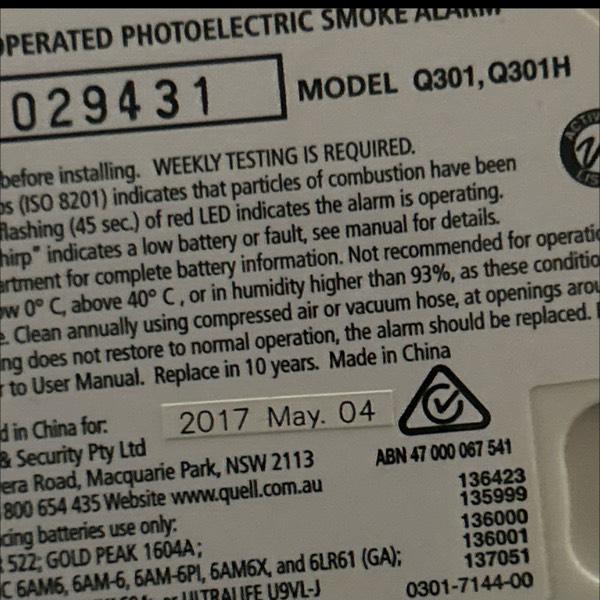 OPERATED PHOTOELECTRIC SMOKE ALARM
029431 MODEL Q301, Q301H
before installing. WEEKLY TESTING IS REQUIRED.
(ISO 8201) indicates that particles of combustion have been
flashing (45 sec.) of red LED indicates the alarm is operating.
hirp" indicates a low battery or fault, see manual for details.
artment for complete battery information. Not recommended for operatio
ow 0° C, above 40° C , or in humidity higher than 93%, as these conditio
e. Clean annually using compressed air or vacuum hose, at openings arou
ng does not restore to normal operation, the alarm should be replaced.
r to User Manual. Replace in 10 years. Made in China
d in China for:
2017 May. 04
& Security Pty Ltd
ABN 47 000 067 541
era Road, Macquarie Park, NSW 2113
800 654 435 Website www.quell.com.au
cing batteries use only:
522; GOLD PEAK 1604A;
C 6AM6, 6AM-6, 6AM-6PI, 6AM6X, and 6LR61 (GA);
ULTRALIFE U9VL-J
136423
135999
136000
136001
137051
0301-7144-00